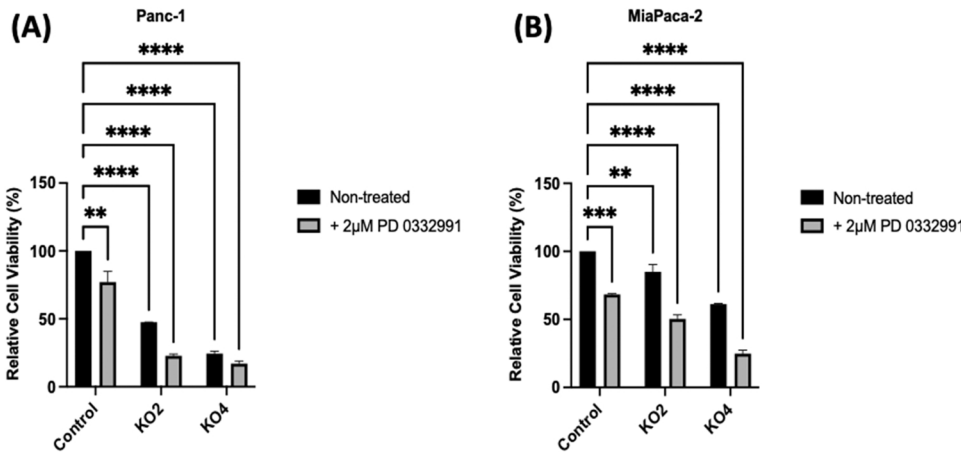 (A)
Panc-1
****
****
****
****
**
Relative Cell Viability (%)
150
100
50
0
Control
KO2
KO4
Non-treated
+ 2µM PD 0332991
(B)
MiaPaca-2
****
****
****
**
***
Relative Cell Viability (%)
150
100
50
0
Control
KO2
KO4
Non-treated
+ 2µM PD 0332991